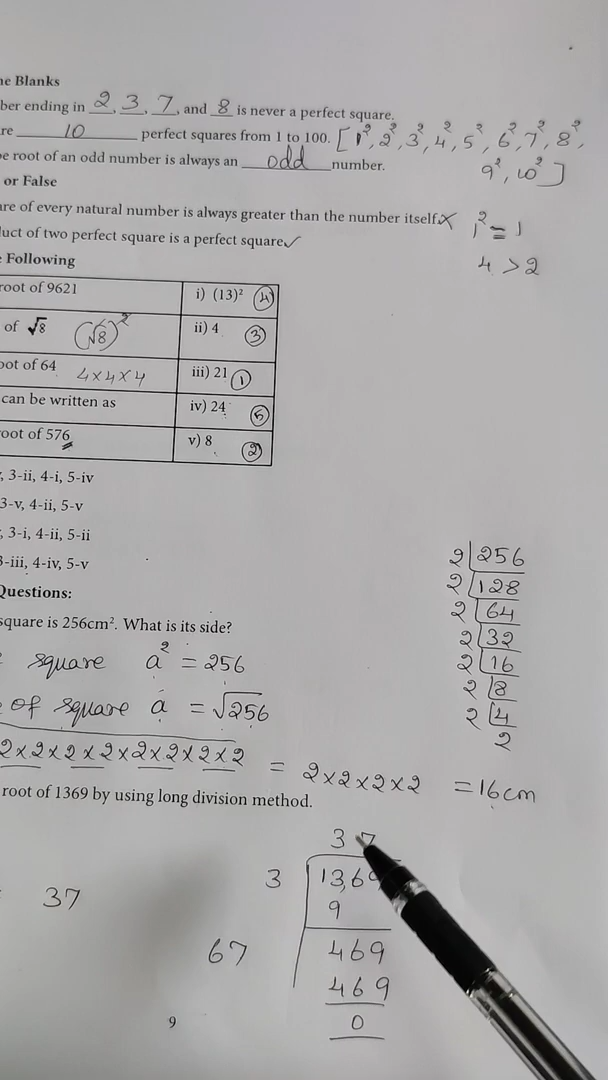 ne Blanks
ber ending in 2, 3, 7, and 8 is never a perfect square.
re 10 perfect squares from 1 to 100. [1², 2², 3², 4², 5², 6², 7², 8²,
9², 10²]
e root of an odd number is always an odd number.
or False
are of every natural number is always greater than the number itself. × 1² = 1
4 > 2
luct of two perfect square is a perfect square ✓
Following
root of 9621 i) (13)² 4
of √8 (√8)² ii) 4 3
oot of 64 4×4×4 iii) 21 1
can be written as iv) 24 5
oot of 576 v) 8 2
, 3-ii, 4-i, 5-iv
3-v, 4-ii, 5-v
, 3-i, 4-ii, 5-ii
3-iii, 4-iv, 5-v
Questions:
square is 256cm². What is its side?
square a² = 256
of square a = √256
2 256
2 128
2 64
2 32
2 16
2 8
2 4
2
2×2×2×2×2×2×2×2 = 2×2×2×2 = 16cm
root of 1369 by using long division method.
37
3 7
3 13,69
9
67 469
469
0
9